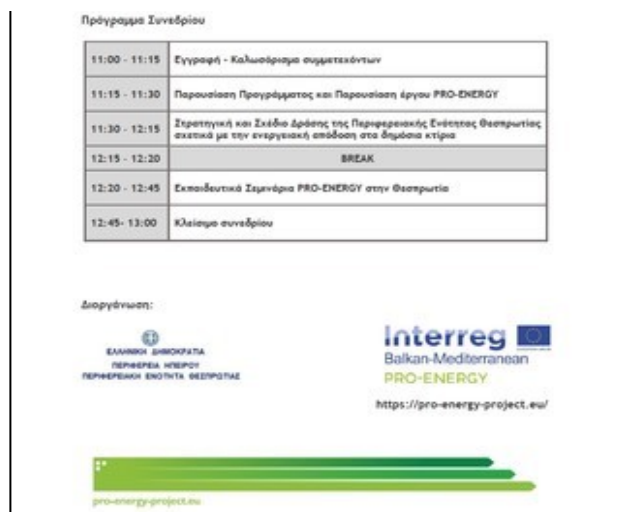 Πρόγραμμα Συνεδρίου
11:00 - 11:15 Εγγραφή - Καλωσόρισμα συμμετεχόντων
11:15 - 11:30 Παρουσίαση Προγράμματος και Παρουσίαση έργου PRO-ENERGY
11:30 - 12:15 Στρατηγική και Σχέδιο Δράσης της Περιφερειακής Ενότητας Θεσπρωτίας
σχετικά με την ενεργειακή απόδοση στα δημόσια κτίρια
12:15 - 12:20 BREAK
12:20 - 12:45 Εκπαιδευτικά Σεμινάρια PRO-ENERGY στην Θεσπρωτία
12:45- 13:00 Κλείσιμο συνεδρίου
Διοργάνωση:
ΕΛΛΗΝΙΚΗ ΔΗΜΟΚΡΑΤΙΑ
ΠΕΡΙΦΕΡΕΙΑ ΗΠΕΙΡΟΥ
ΠΕΡΙΦΕΡΕΙΑΚΗ ΕΝΟΤΗΤΑ ΘΕΣΠΡΩΤΙΑΣ
Interreg
Balkan-Mediterranean
PRO-ENERGY
https://pro-energy-project.eu/
pro-energy-project.eu